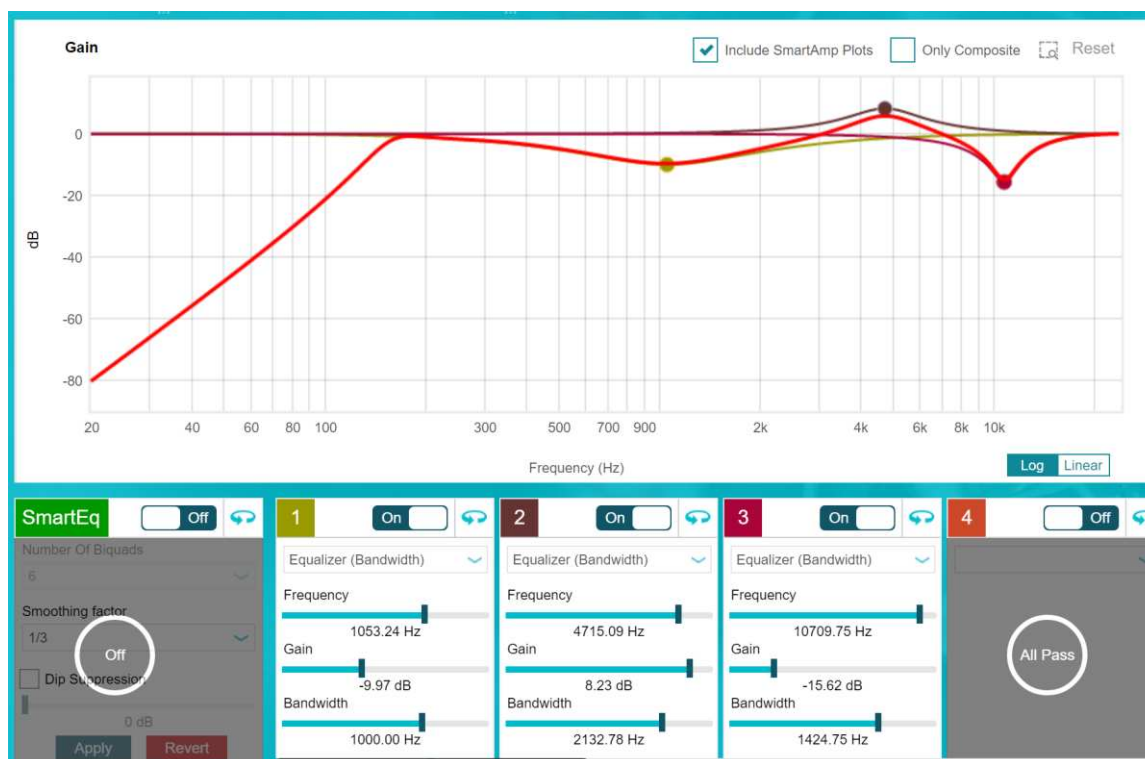 Gain
Include SmartAmp Plots
Only Composite
Reset
0
-20
-40
-60
-80
dB
20 40 60 80 100 300 500 700 900 2k 4k 6k 8k 10k
Frequency (Hz)
Log Linear
SmartEq Off
Number Of Biquads
6
Smoothing factor
1/3
Off
Dip Suppression
0 dB
Apply Revert
1 On
Equalizer (Bandwidth)
Frequency
1053.24 Hz
Gain
-9.97 dB
Bandwidth
1000.00 Hz
2 On
Equalizer (Bandwidth)
Frequency
4715.09 Hz
Gain
8.23 dB
Bandwidth
2132.78 Hz
3 On
Equalizer (Bandwidth)
Frequency
10709.75 Hz
Gain
-15.62 dB
Bandwidth
1424.75 Hz
4 Off
All Pass